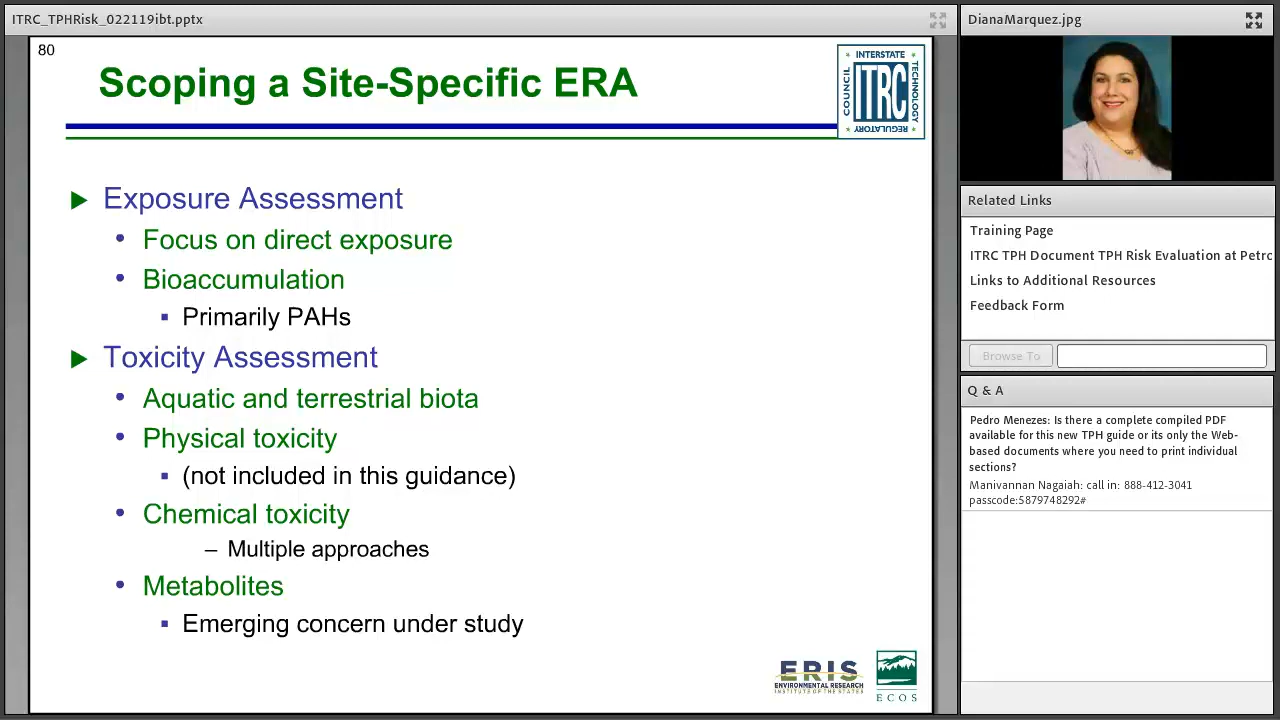 ITRC_TPHRisk_022119ibt.pptx
80
Scoping a Site-Specific ERA
INTERSTATE
COUNCIL
ITRC
TECHNOLOGY
REGULATORY
Exposure Assessment
• Focus on direct exposure
• Bioaccumulation
Primarily PAHs
Toxicity Assessment
• Aquatic and terrestrial biota
• Physical toxicity
(not included in this guidance)
• Chemical toxicity
– Multiple approaches
• Metabolites
Emerging concern under study
ERIS
ENVIRONMENTAL RESEARCH
INSTITUTE OF THE STATES
ECOS
DianaMarquez.jpg
Related Links
Training Page
ITRC TPH Document TPH Risk Evaluation at Petrc
Links to Additional Resources
Feedback Form
Browse To
Q & A
Pedro Menezes: Is there a complete compiled PDF
available for this new TPH guide or its only the Web-
based documents where you need to print individual
sections?
Manivannan Nagaiah: call in: 888-412-3041
passcode:5879748292#